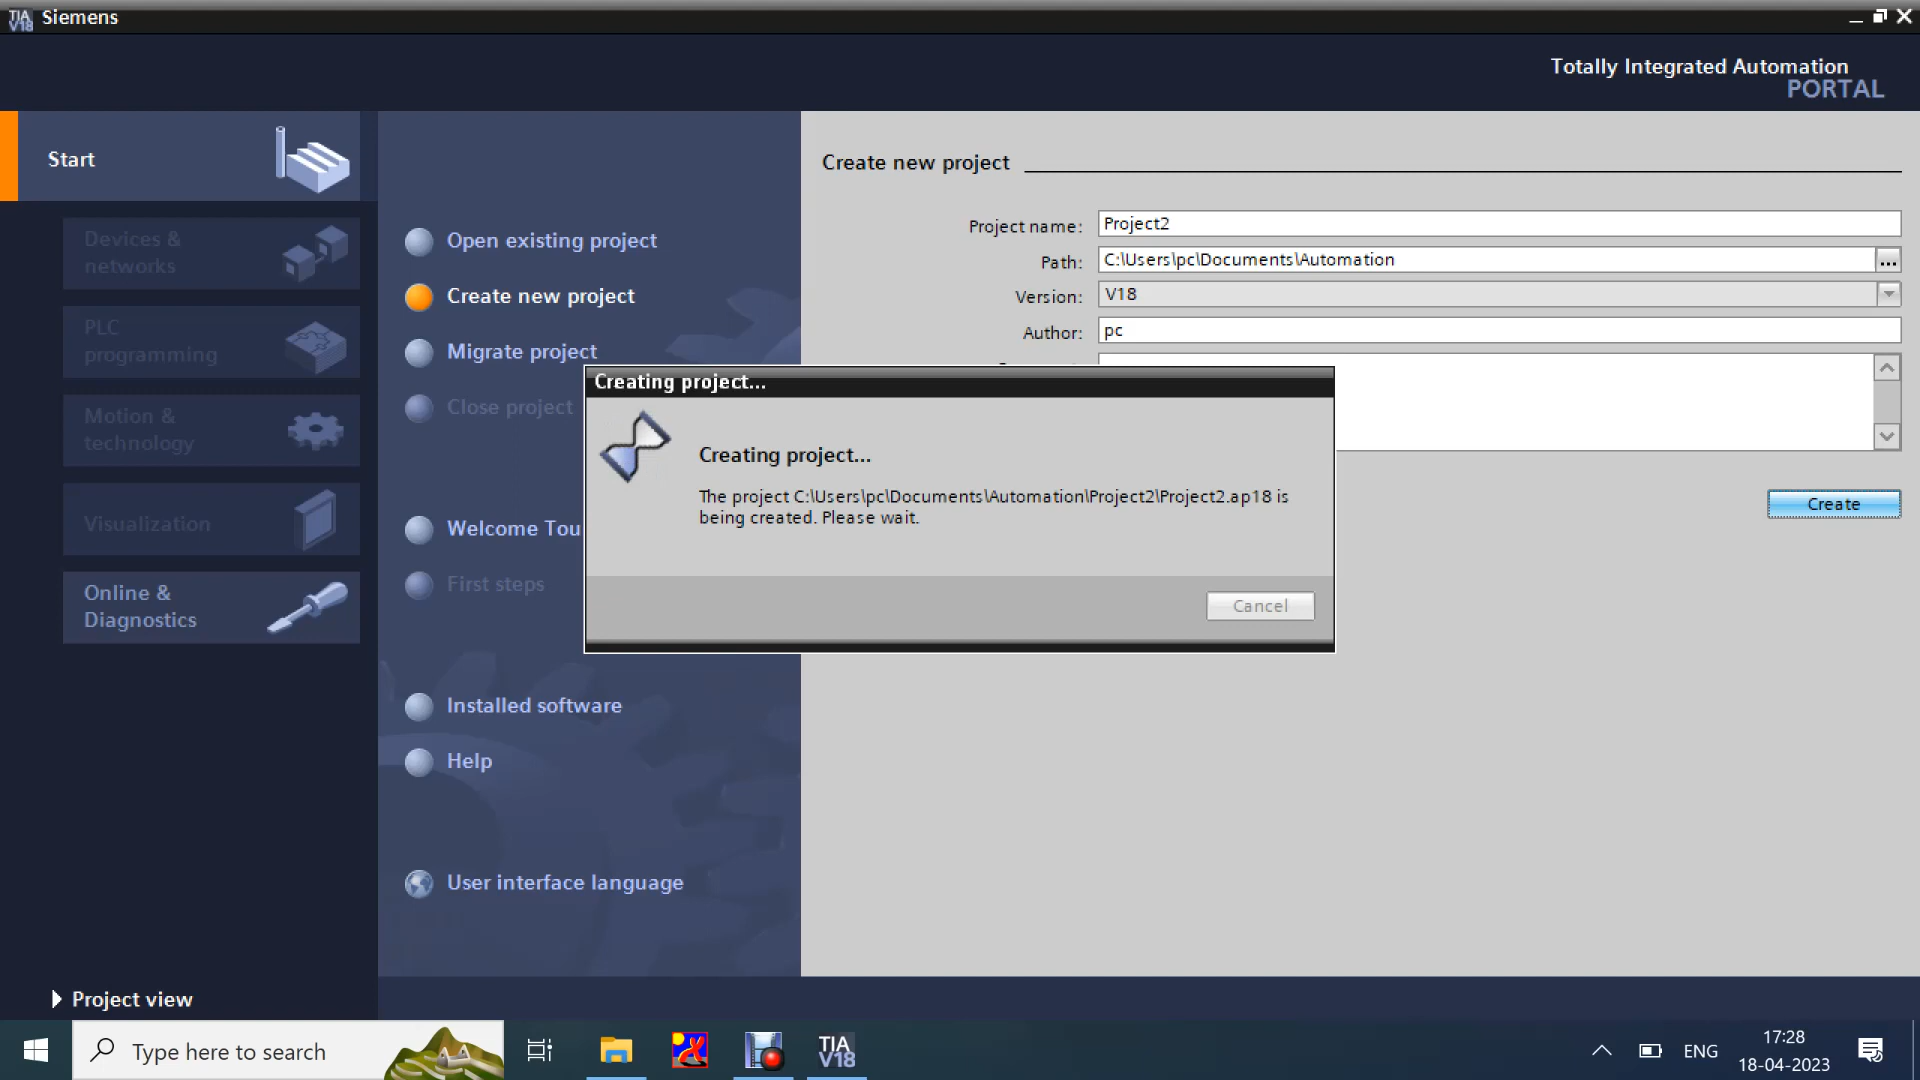 TIA
V18
Siemens
Totally Integrated Automation
PORTAL
Start
Devices &
networks
PLC
programming
Motion &
technology
Visualization
Online &
Diagnostics
Project view
Open existing project
Create new project
Migrate project
Close project
Welcome Tou
First steps
Installed software
Help
User interface language
Create new project
Project name: Project2
Path: C:\Users\pc\Documents\Automation ...
Version: V18
Author: pc
Create
Creating project...
Creating project...
The project C:\Users\pc\Documents\Automation\Project2\Project2.ap18 is
being created. Please wait.
Cancel
Type here to search
TIA
V18
ENG
17:28
18-04-2023